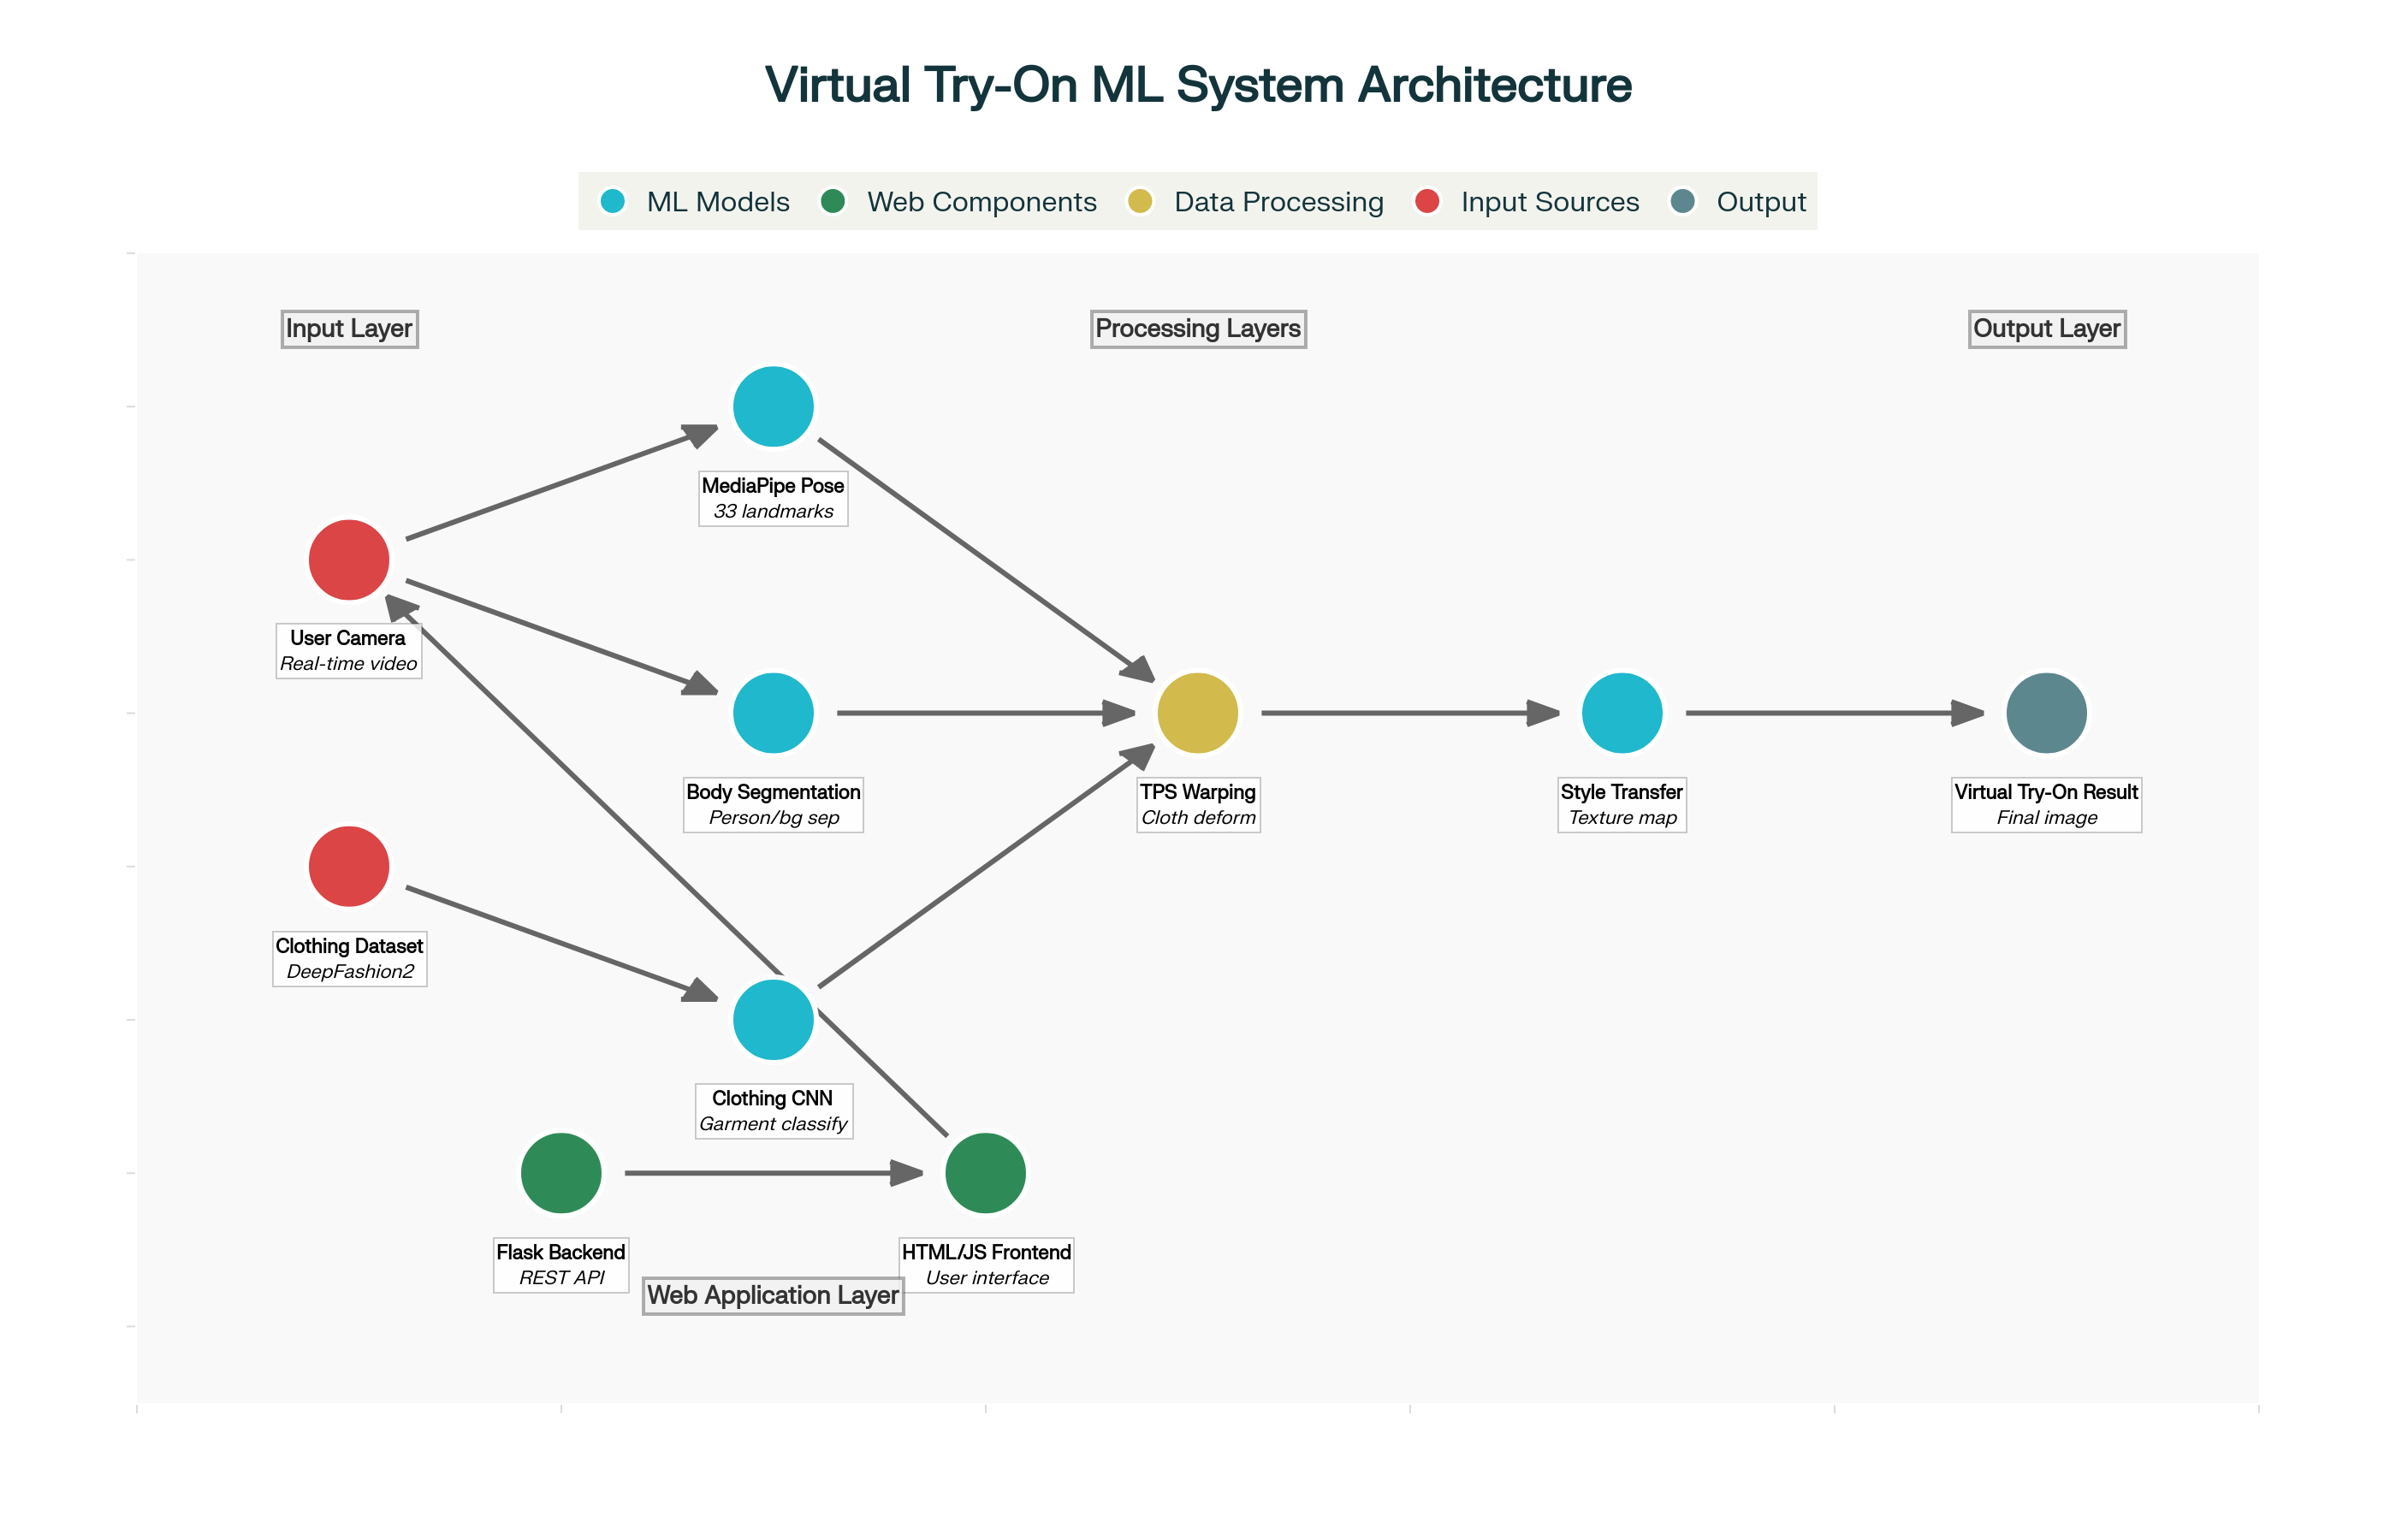 Virtual Try-On ML System Architecture
ML Models
Web Components
Data Processing
Input Sources
Output
Input Layer
Processing Layers
Output Layer
MediaPipe Pose
33 landmarks
User Camera
Real-time video
Body Segmentation
Person/bg sep
TPS Warping
Cloth deform
Style Transfer
Texture map
Virtual Try-On Result
Final image
Clothing Dataset
DeepFashion2
Clothing CNN
Garment classify
Flask Backend
REST API
HTML/JS Frontend
User interface
Web Application Layer